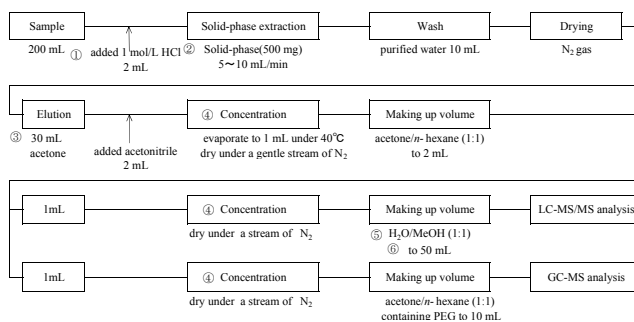 Sample
Solid-phase extraction
Wash
Drying
200 mL
① added 1 mol/L HCl
2 mL
② Solid-phase(500 mg)
5～10 mL/min
purified water 10 mL
N₂ gas
Elution
④ Concentration
Making up volume
③ 30 mL
acetone
added acetonitrile
2 mL
evaporate to 1 mL under 40℃
dry under a gentle stream of N₂
acetone/n- hexane (1:1)
to 2 mL
1mL
④ Concentration
Making up volume
LC-MS/MS analysis
dry under a stream of N₂
⑤ H₂O/MeOH (1:1)
⑥ to 50 mL
1mL
④ Concentration
Making up volume
GC-MS analysis
dry under a stream of N₂
acetone/n- hexane (1:1)
containing PEG to 10 mL